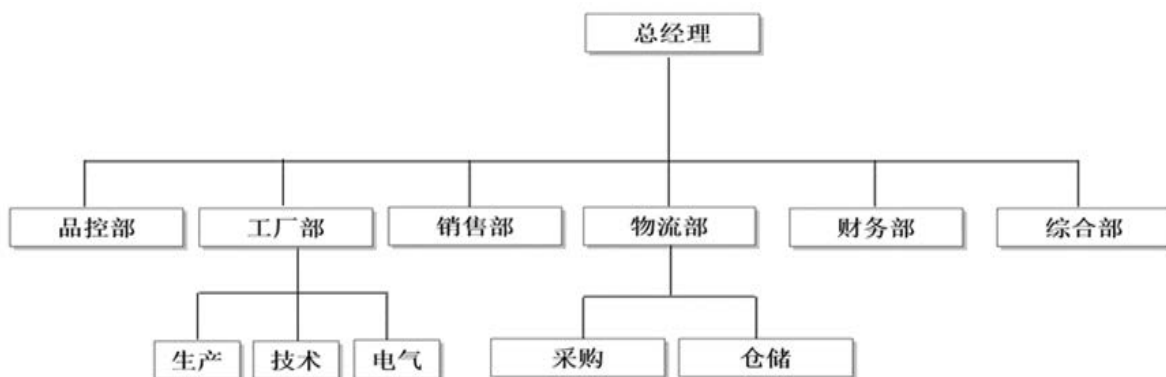 总经理
品控部 工厂部 销售部 物流部 财务部 综合部
生产 技术 电气 采购 仓储